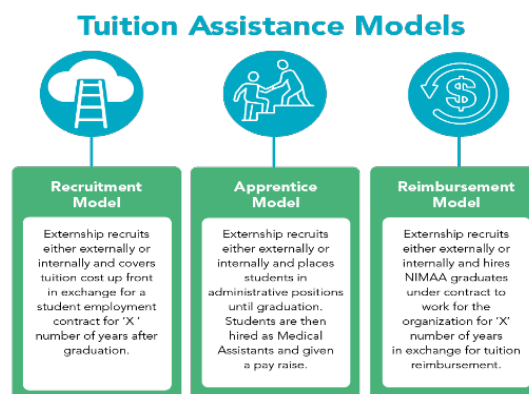 Tuition Assistance Models
$
Recruitment
Model
Externship recruits
either externally or
internally and covers
tuition cost up front
in exchange for a
student employment
contract for ‘X ’
number of years after
graduation.
Apprentice
Model
Externship recruits
either externally or
internally and places
students in
administrative positions
until graduation.
Students are then
hired as Medical
Assistants and given
a pay raise.
Reimbursement
Model
Externship recruits
either externally or
internally and hires
NIMAA graduates
under contract to
work for the
organization for ‘X’
number of years
in exchange for tuition
reimbursement.